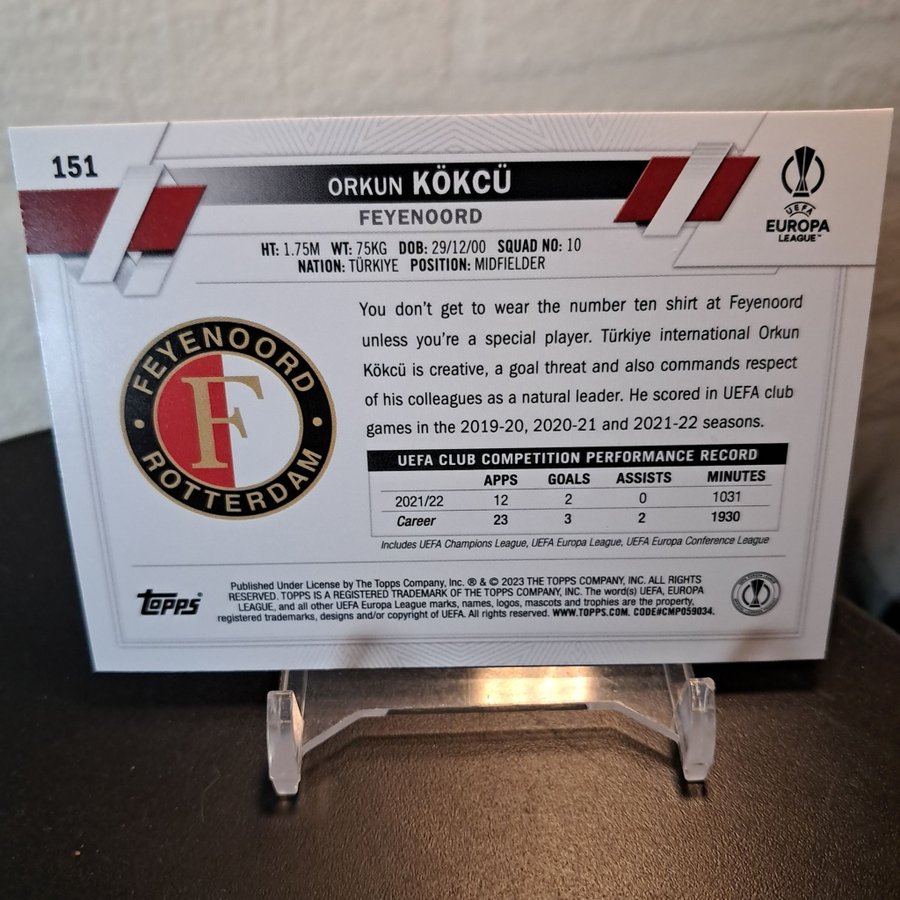 151
ORKUN KÖKCÜ
FEYENOORD
UEFA
EUROPA
LEAGUE™
HT: 1.75M WT: 75KG DOB: 29/12/00 SQUAD NO: 10
NATION: TÜRKIYE POSITION: MIDFIELDER
FEYENOORD
F
ROTTERDAM
You don't get to wear the number ten shirt at Feyenoord
unless you're a special player. Türkiye international Orkun
Kökcü is creative, a goal threat and also commands respect
of his colleagues as a natural leader. He scored in UEFA club
games in the 2019-20, 2020-21 and 2021-22 seasons.
UEFA CLUB COMPETITION PERFORMANCE RECORD
APPS GOALS ASSISTS MINUTES
2021/22 12 2 0 1031
Career 23 3 2 1930
Includes UEFA Champions League, UEFA Europa League, UEFA Europa Conference League
Topps®
Published Under License by The Topps Company, Inc. ® & © 2023 THE TOPPS COMPANY, INC. ALL RIGHTS
RESERVED. TOPPS IS A REGISTERED TRADEMARK OF THE TOPPS COMPANY, INC. The word(s) UEFA, EUROPA
LEAGUE, and all other UEFA Europa League marks, names, logos, mascots and trophies are the property,
registered trademarks, designs and/or copyright of UEFA. All rights reserved. WWW.TOPPS.COM. CODE#CMP059034.